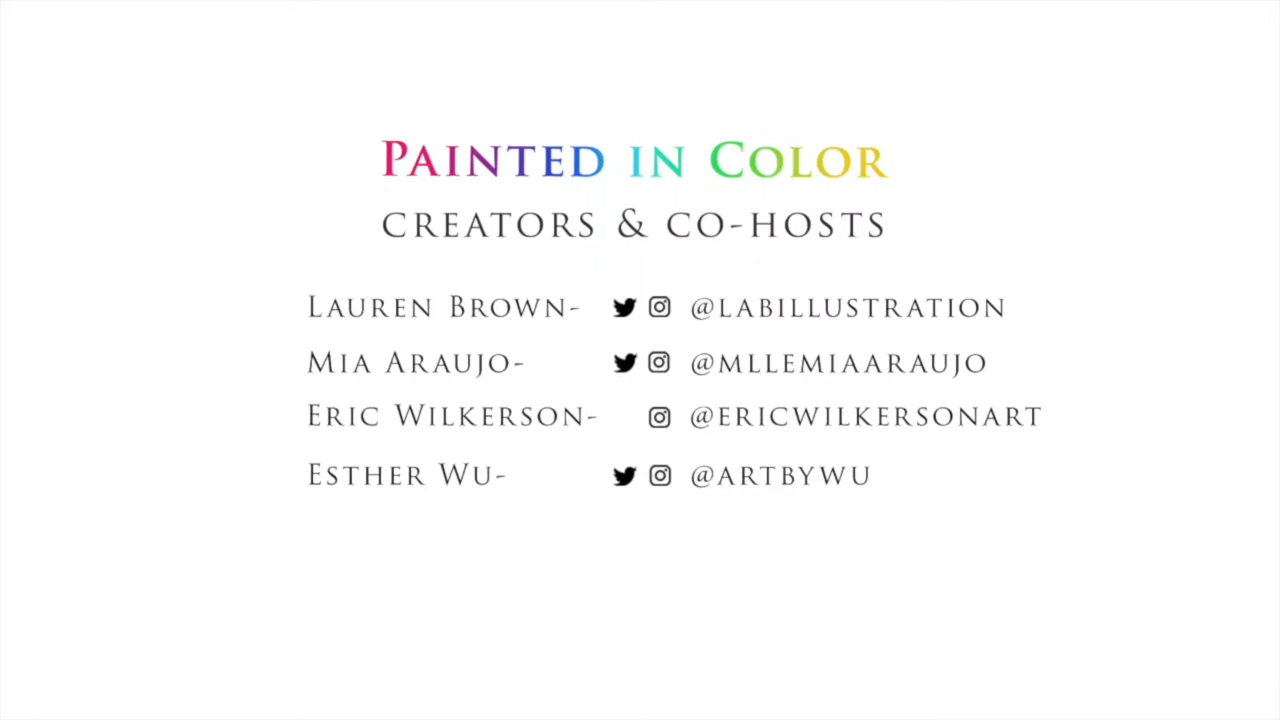 Painted in Color
creators & co-hosts
Lauren Brown- @labillustration
Mia Araujo- @mllemiaaraujo
Eric Wilkerson- @ericwilkersonart
Esther Wu- @artbywu